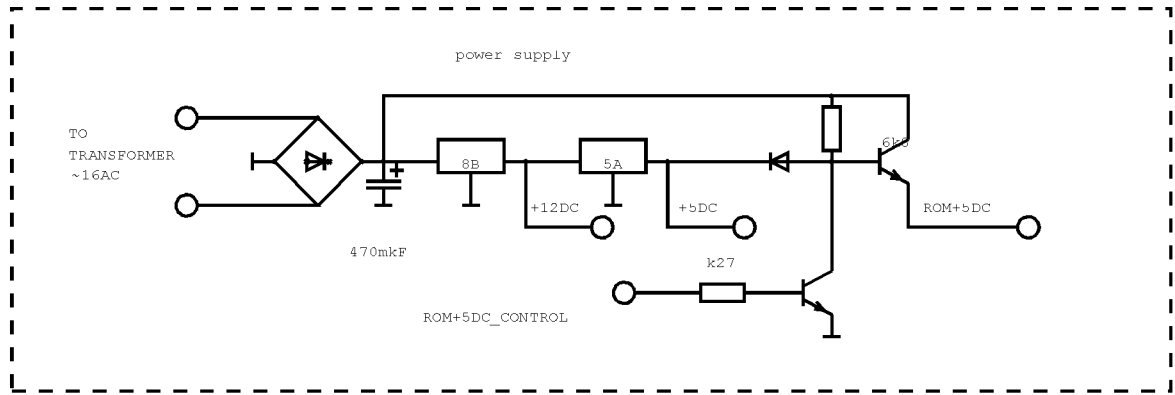 power supply
TO
TRANSFORMER
~16AC
8B
5A
6k8
+12DC
+5DC
ROM+5DC
470mkF
k27
ROM+5DC_CONTROL